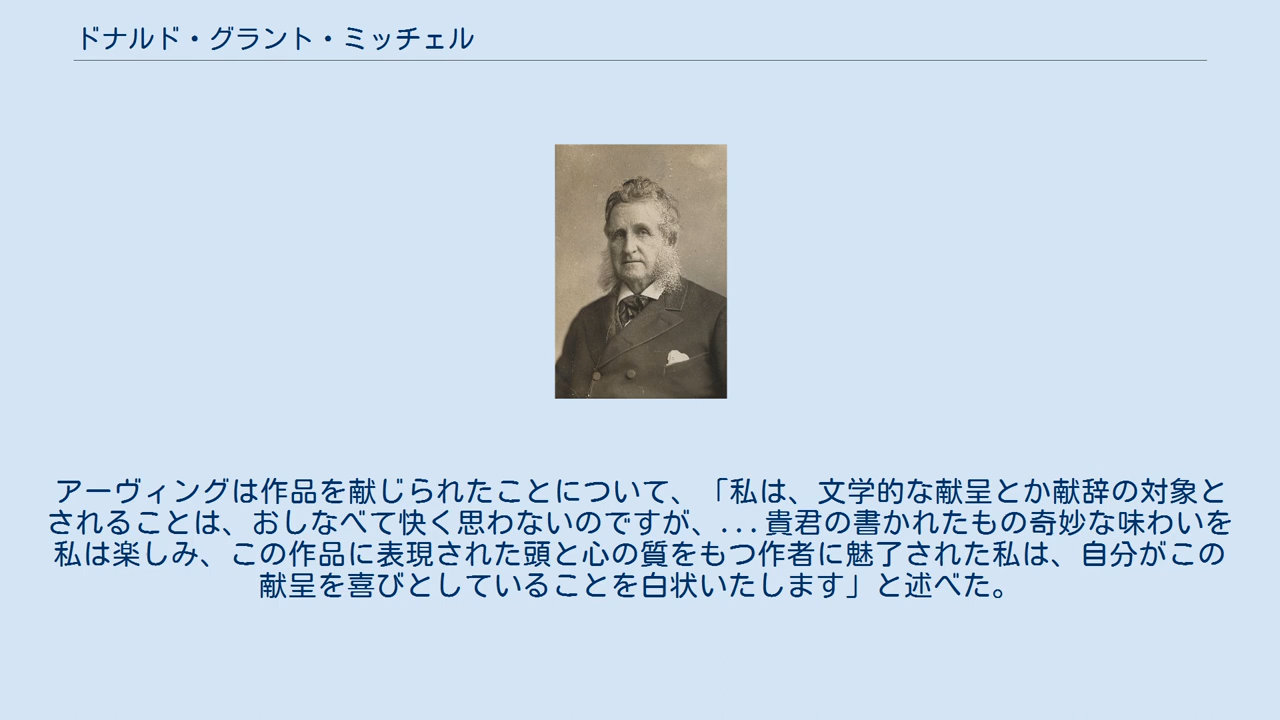 ドナルド・グラント・ミッチェル
アーヴィングは作品を献じられたことについて、「私は、文学的な献呈とか献辞の対象と
されることは、おしなべて快く思わないのですが、...貴君の書かれたもの奇妙な味わいを
私は楽しみ、この作品に表現された頭と心の質をもつ作者に魅了された私は、自分がこの
献呈を喜びとしていることを白状いたします」と述べた。